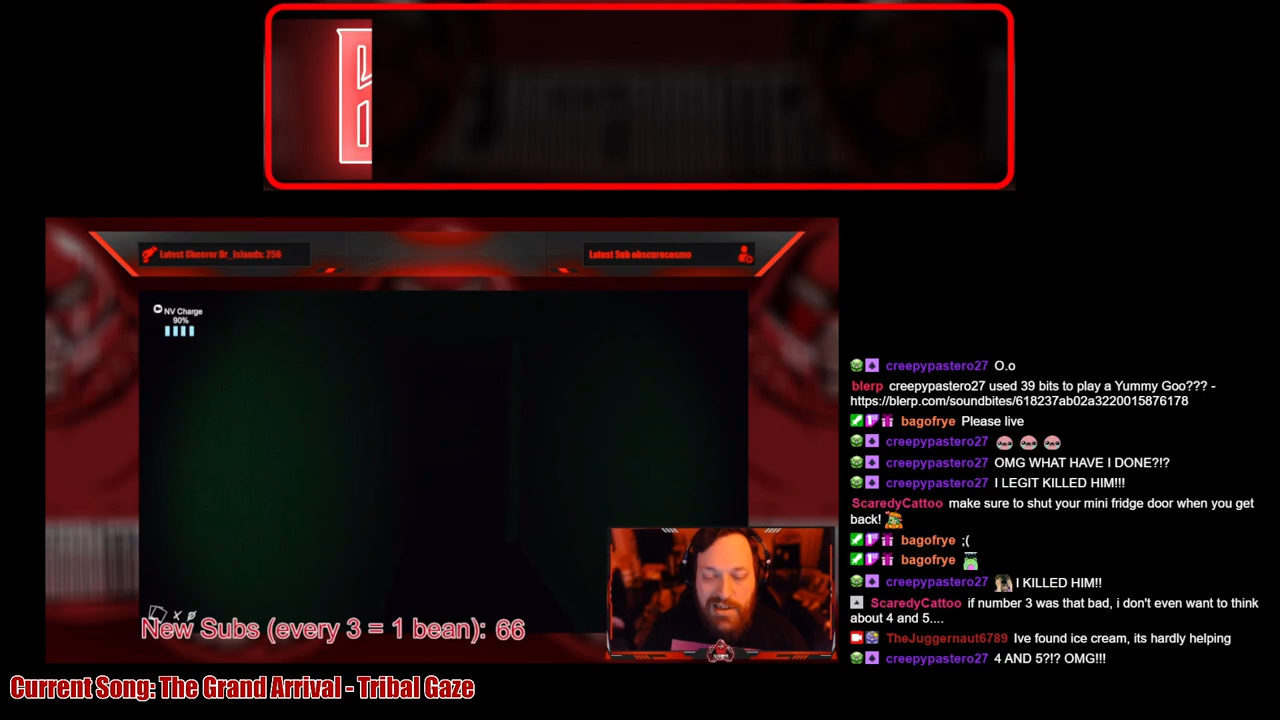 Latest Cheerer Dr_Islands: 256
Latest Sub obscurecosmo
NV Charge
90%
X Ø
New Subs (every 3 = 1 bean): 66
Current Song: The Grand Arrival - Tribal Gaze
creepypastero27 O.o
blerp creepypastero27 used 39 bits to play a Yummy Goo??? -
https://blerp.com/soundbites/618237ab02a3220015876178
bagofrye Please live
creepypastero27
creepypastero27 OMG WHAT HAVE I DONE?!?
creepypastero27 I LEGIT KILLED HIM!!!
ScaredyCattoo make sure to shut your mini fridge door when you get
back!
bagofrye ;(
bagofrye
creepypastero27 I KILLED HIM!!
ScaredyCattoo if number 3 was that bad, i don't even want to think
about 4 and 5....
TheJuggernaut6789 Ive found ice cream, its hardly helping
creepypastero27 4 AND 5?!? OMG!!!